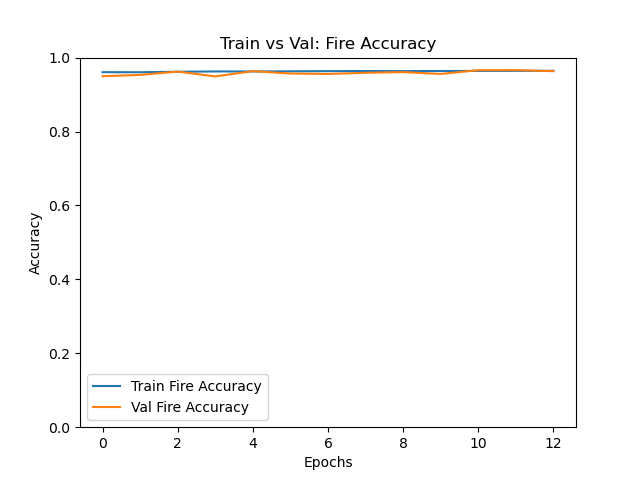 Train vs Val: Fire Accuracy
1.0
0.8
0.6
0.4
0.2
0.0
Accuracy
Train Fire Accuracy
Val Fire Accuracy
0 2 4 6 8 10 12
Epochs